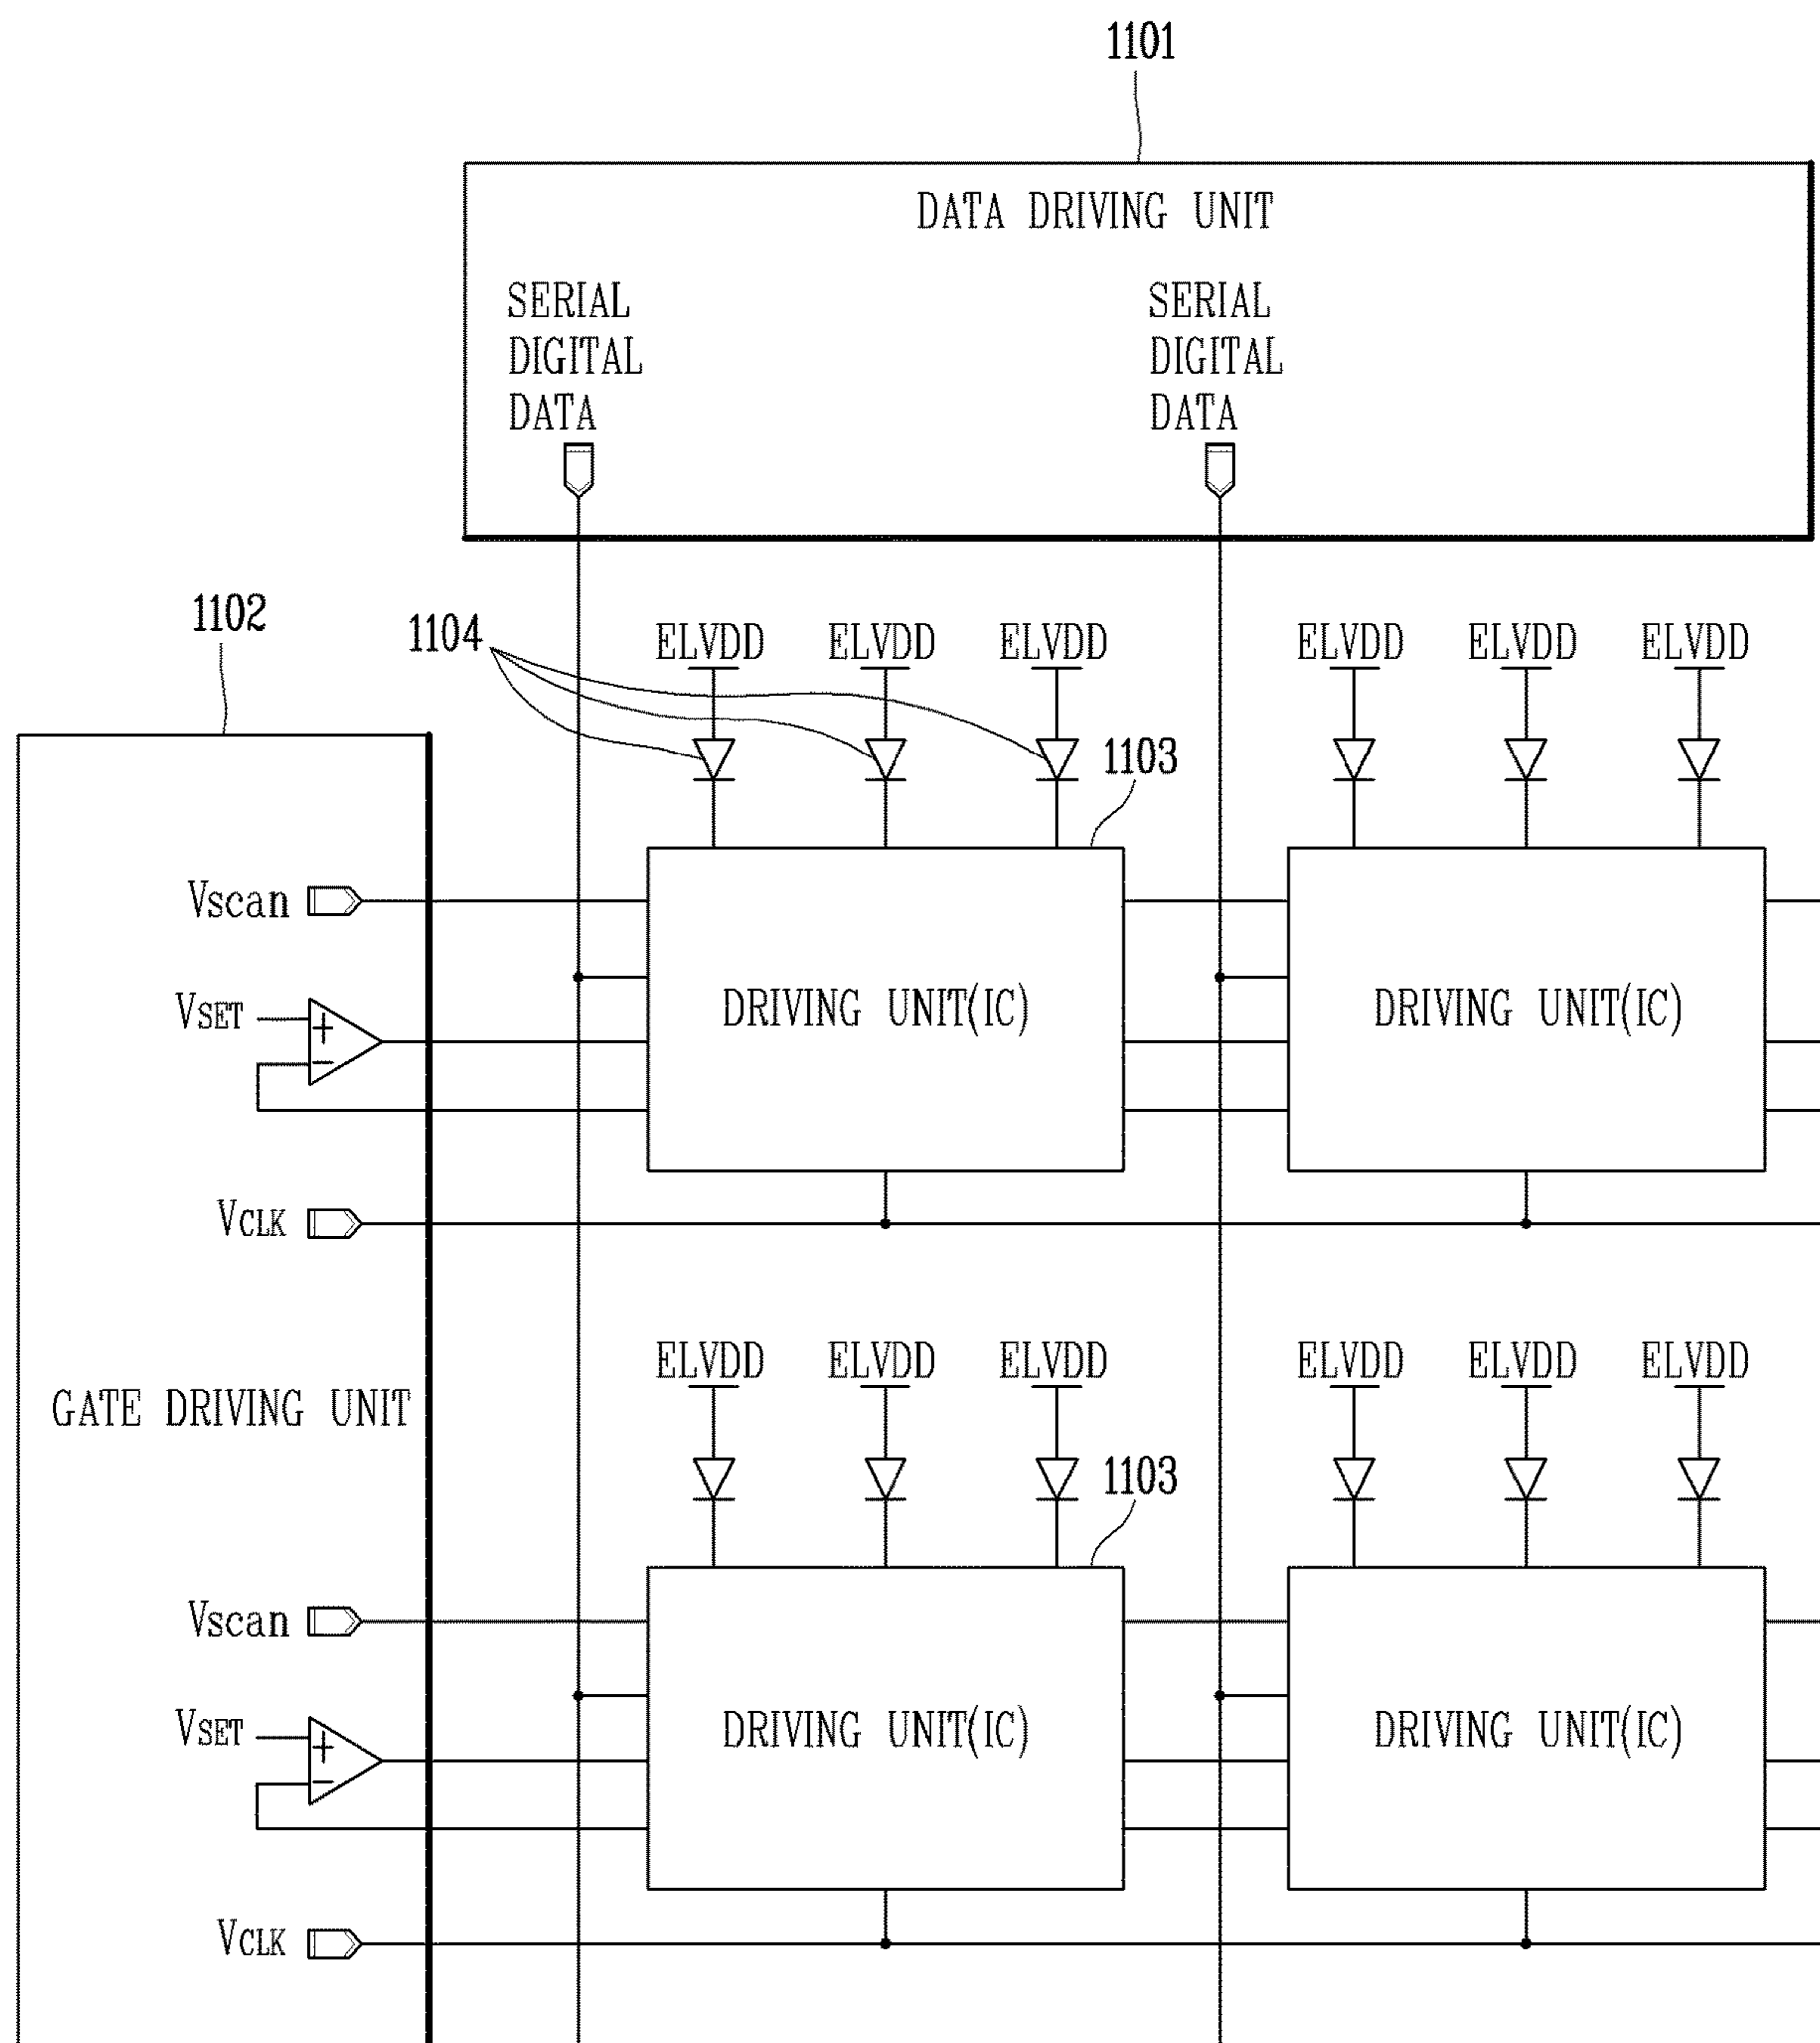 1101
DATA DRIVING UNIT
SERIAL
DIGITAL
DATA
SERIAL
DIGITAL
DATA
1102
1104
ELVDD ELVDD ELVDD ELVDD ELVDD ELVDD
1103
Vscan
VSET
+
−
DRIVING UNIT(IC) DRIVING UNIT(IC)
VCLK
ELVDD ELVDD ELVDD ELVDD ELVDD ELVDD
GATE DRIVING UNIT
1103
Vscan
VSET
+
−
DRIVING UNIT(IC) DRIVING UNIT(IC)
VCLK